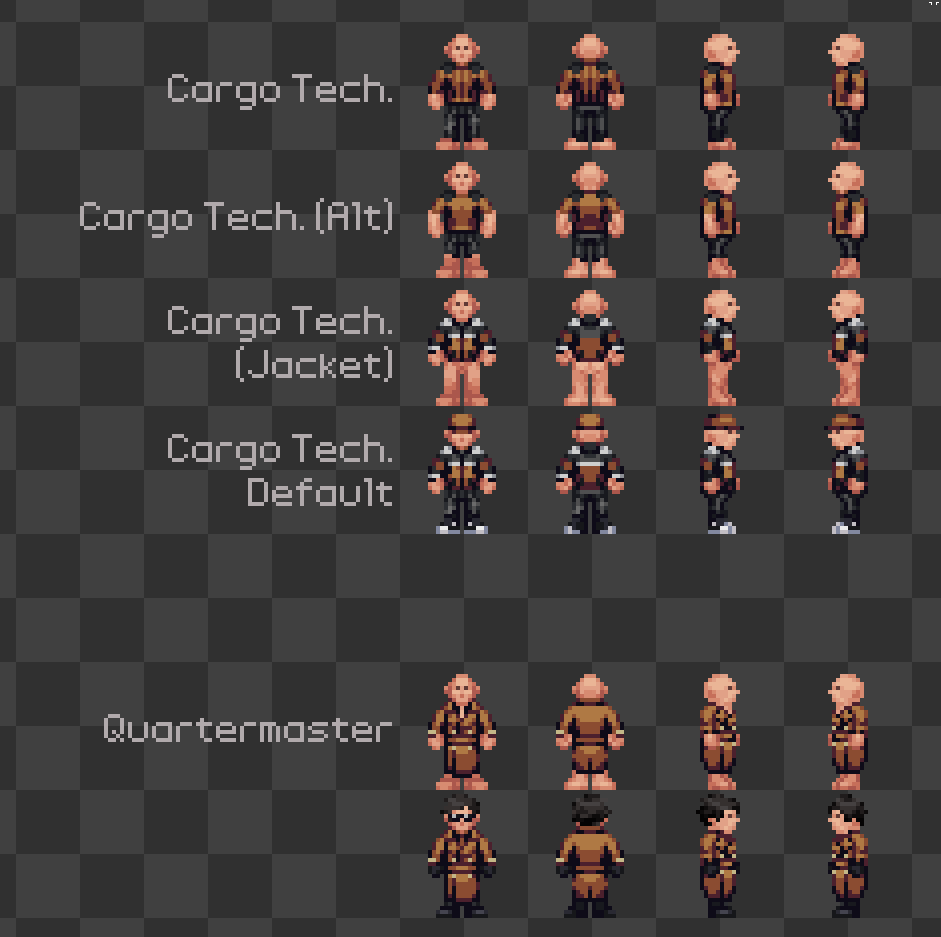 Cargo Tech.
Cargo Tech. (Alt)
Cargo Tech.
(Jacket)
Cargo Tech.
Default
Quartermaster